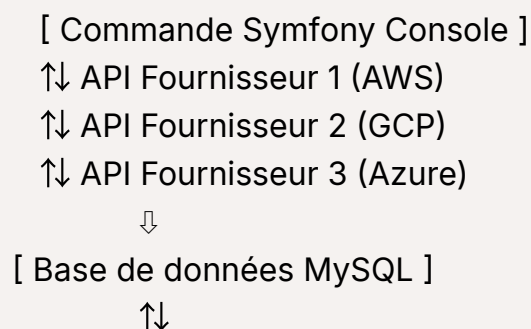 [ Commande Symfony Console ]
↑↓ API Fournisseur 1 (AWS)
↑↓ API Fournisseur 2 (GCP)
↑↓ API Fournisseur 3 (Azure)
⇩
[ Base de données MySQL ]
↑↓